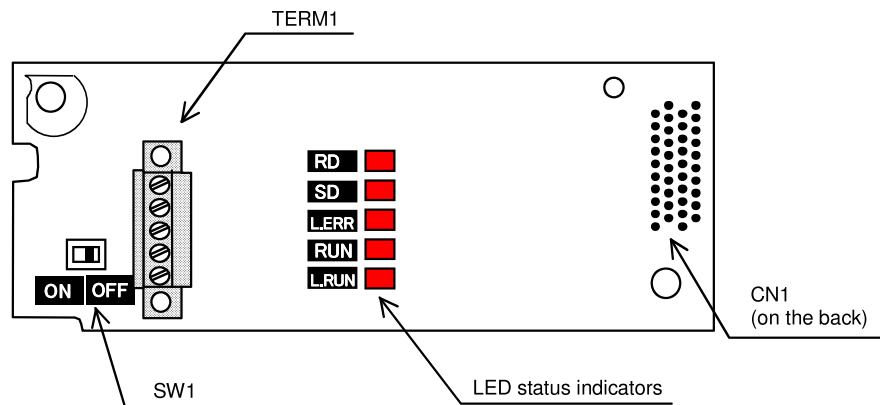 TERM1
RD
SD
L.ERR
RUN
L.RUN
ON OFF
CN1
(on the back)
SW1
LED status indicators